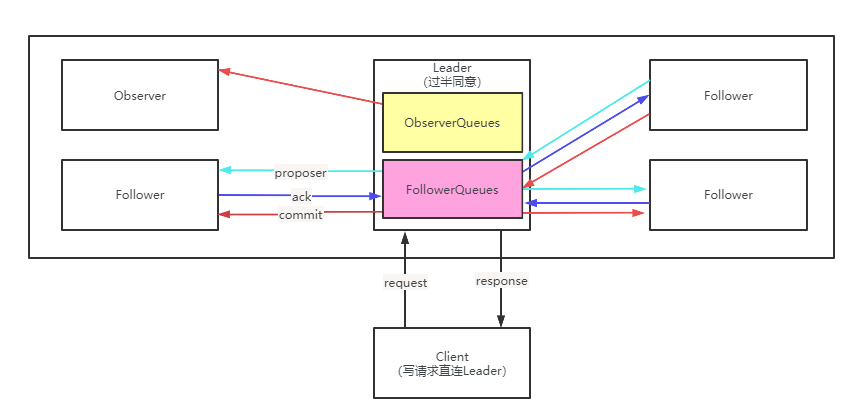 Leader
（过半同意）
Observer
ObserverQueues
Follower
Follower
proposer
ack
commit
FollowerQueues
Follower
request
response
Client
（写请求直连Leader）